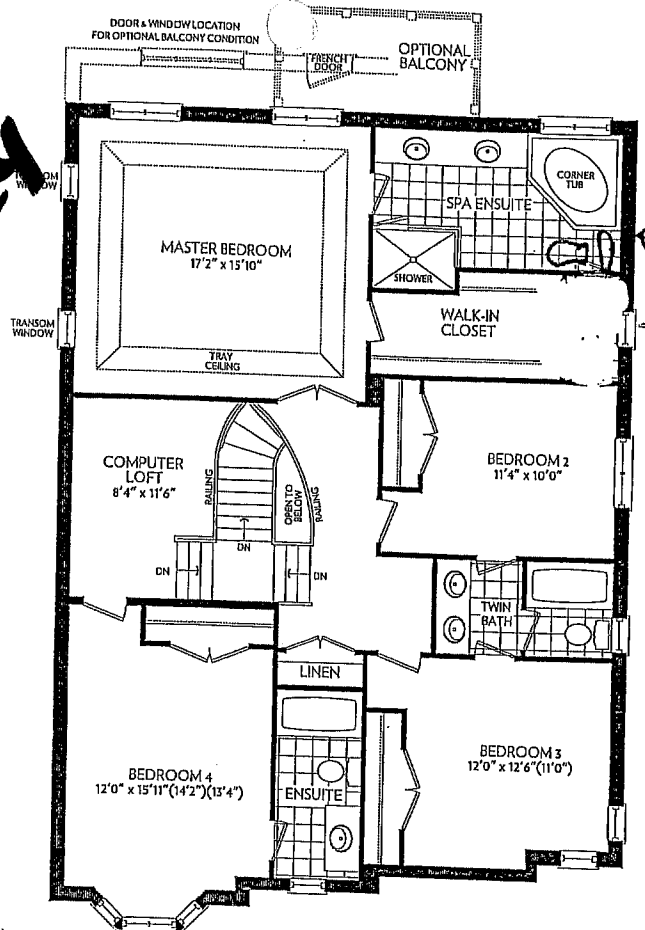 DOOR & WINDOW LOCATION
FOR OPTIONAL BALCONY CONDITION
FRENCH
DOOR
OPTIONAL
BALCONY
WINDOW
CORNER
TUB
SPA ENSUITE
MASTER BEDROOM
17'2" x 15'10"
SHOWER
TRANSOM
WINDOW
WALK-IN
CLOSET
TRAY
CEILING
COMPUTER
LOFT
8'4" x 11'6"
RAILING
OPEN TO
BELOW
RAILING
BEDROOM 2
11'4" x 10'0"
DN
DN
DN
TWIN
BATH
LINEN
BEDROOM 4
12'0" x 15'11"(14'2")(13'4")
ENSUITE
BEDROOM 3
12'0" x 12'6"(11'0")